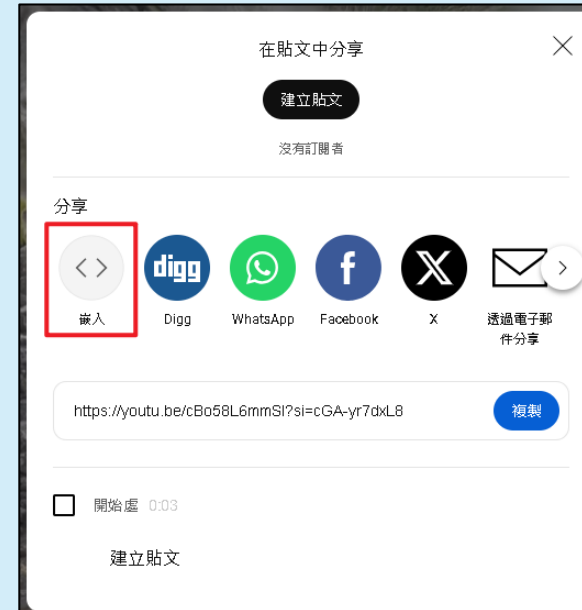 在貼文中分享
建立貼文
沒有訂閱者
分享
嵌入
digg
Digg
WhatsApp
Facebook
X
透過電子郵
件分享
https://youtu.be/cBo58L6mmSI?si=cGA-yr7dxL8
複製
開始處 0:03
建立貼文